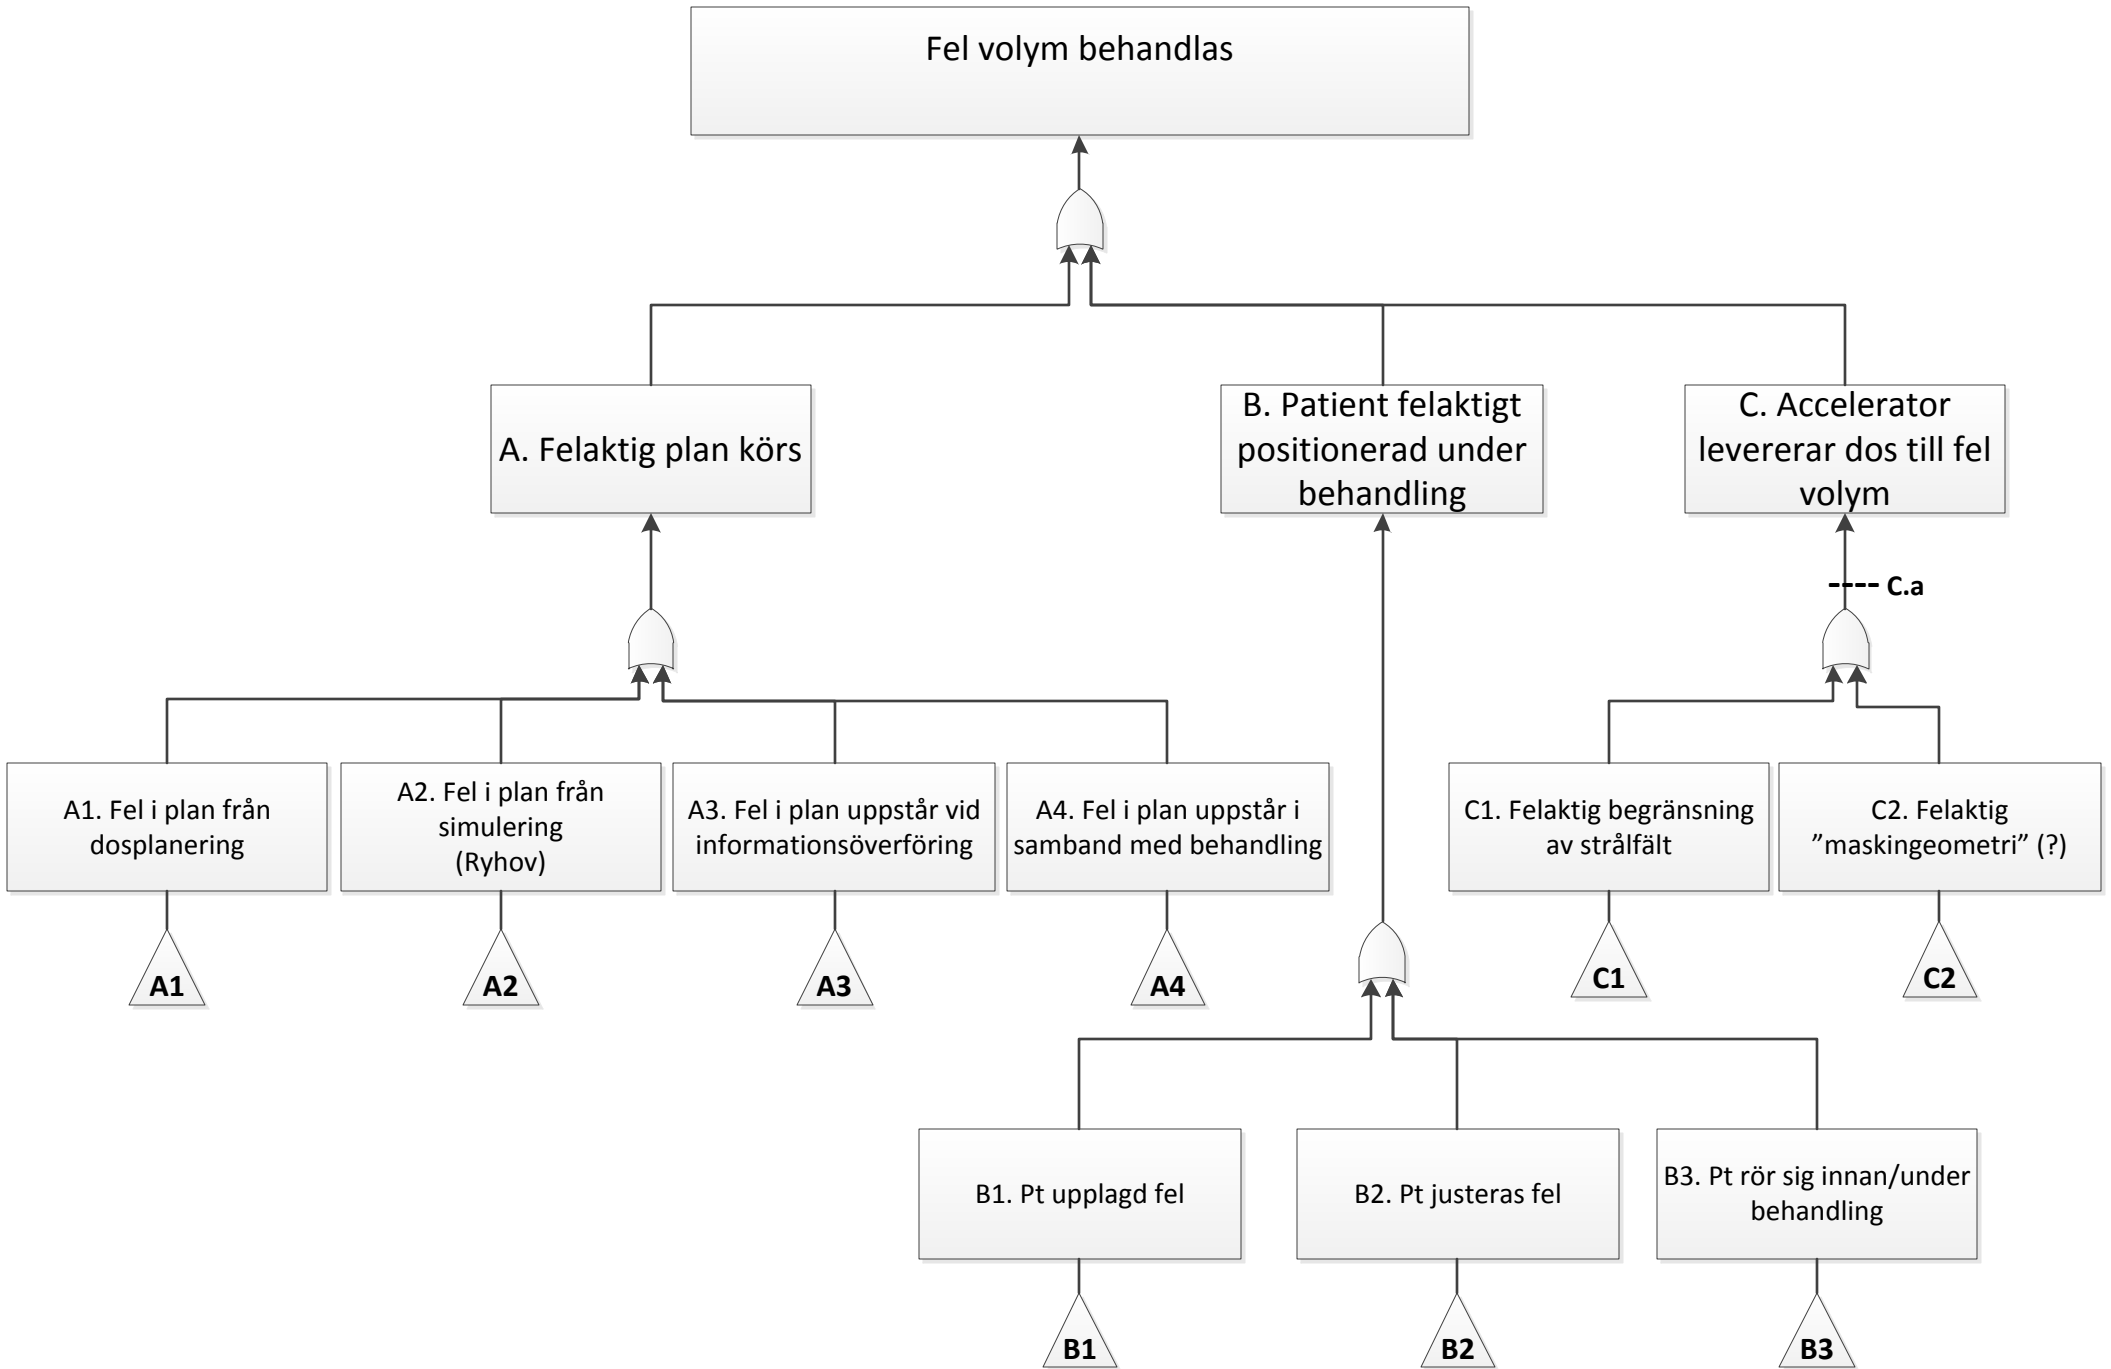 Fel volym behandlas
A. Felaktig plan körs
B. Patient felaktigt
positionerad under
behandling
C. Accelerator
levererar dos till fel
volym
C.a
A1. Fel i plan från
dosplanering
A2. Fel i plan från
simulering
(Ryhov)
A3. Fel i plan uppstår vid
informationsöverföring
A4. Fel i plan uppstår i
samband med behandling
C1. Felaktig begränsning
av strålfält
C2. Felaktig
”maskingeometri” (?)
A1
A2
A3
A4
C1
C2
B1. Pt upplagd fel
B2. Pt justeras fel
B3. Pt rör sig innan/under
behandling
B1
B2
B3